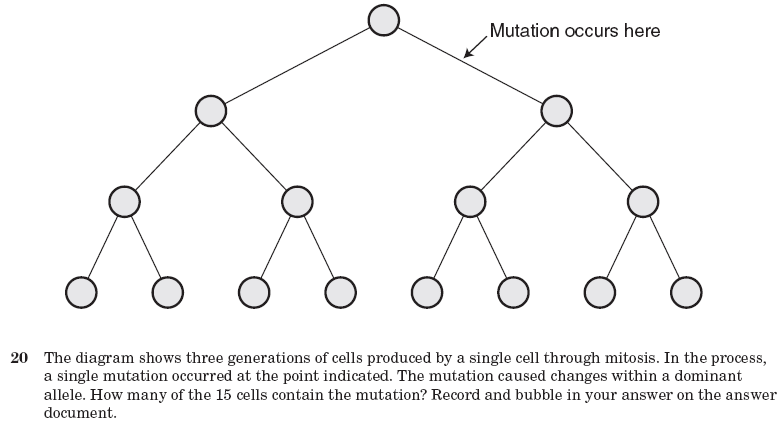 Mutation occurs here
20 The diagram shows three generations of cells produced by a single cell through mitosis. In the process,
a single mutation occurred at the point indicated. The mutation caused changes within a dominant
allele. How many of the 15 cells contain the mutation? Record and bubble in your answer on the answer
document.